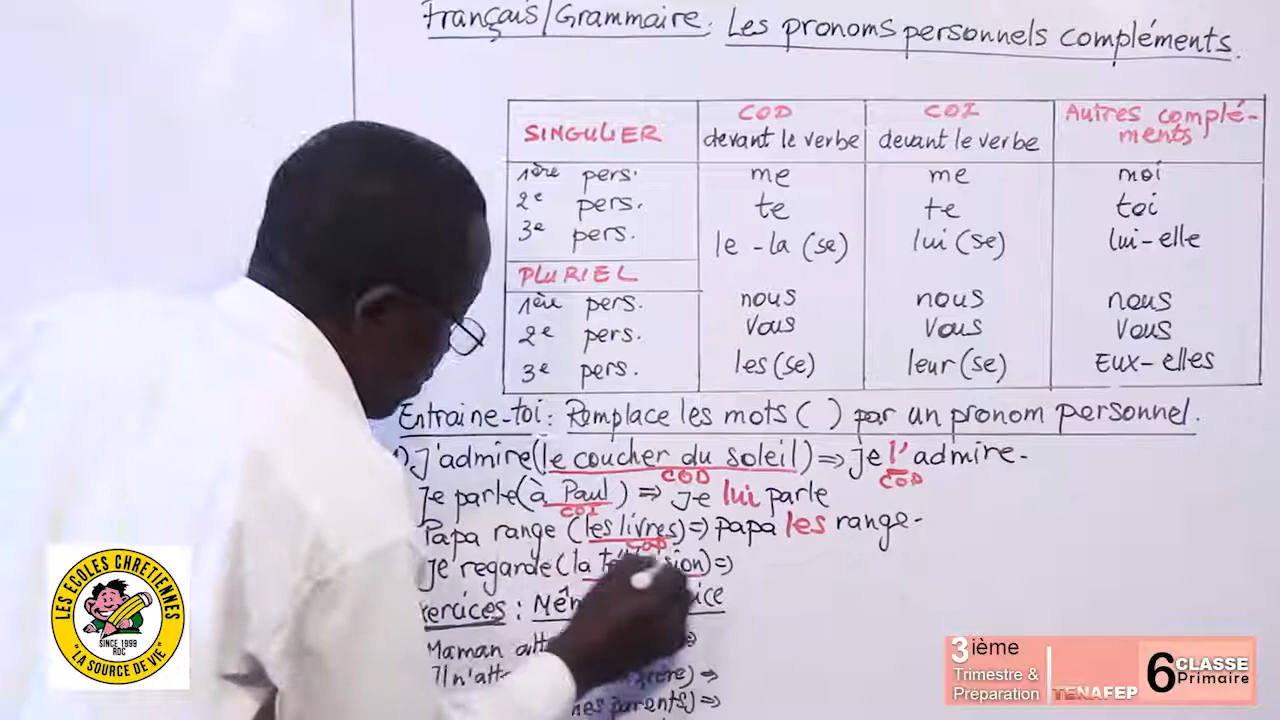 Français/Grammaire: Les pronoms personnels compléments.
SINGULIER COD devant le verbe COI devant le verbe Autres complé-ments
1ère pers. me me moi
2e pers. te te toi
3e pers. le - la (se) lui (se) lui-elle
PLURIEL
1ère pers. nous nous nous
2e pers. Vous Vous Vous
3e pers. les (se) leur (se) Eux-elles
Entraine-toi: Remplace les mots ( ) par un pronom personnel.
J'admire (le coucher du soleil) => je l'admire.
COD COD
Je parle (à Paul) => Je lui parle
COI
Papa range (les livres) => papa les range.
COD
Je regarde (la
=>
Maman
Il n'
=>
parents) =>
LES ECOLES CHRETIENNES
SINCE 1999
RDC
"LA SOURCE DE VIE"
3ième Trimestre & Préparation
TENAFEP
6 CLASSE Primaire